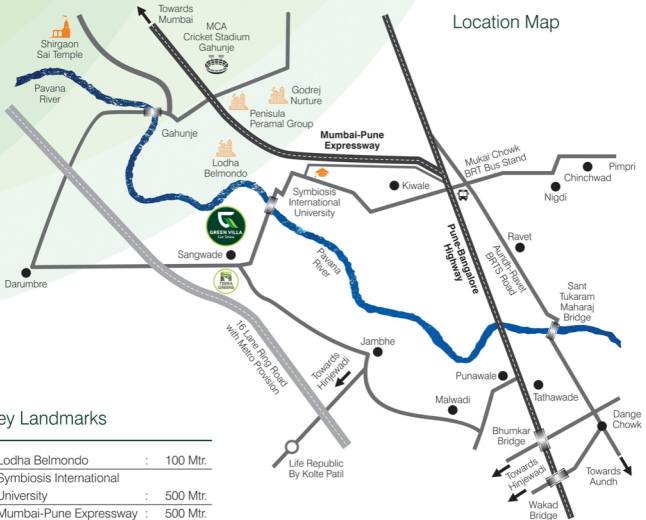 Location Map
Towards
Mumbai
MCA
Cricket Stadium
Gahunje
Shirgaon
Sai Temple
Pavana
River
Godrej
Nurture
Penisula
Peramal Group
Gahunje
Mumbai-Pune
Expressway
Lodha
Belmondo
Mukai Chowk
BRT Bus Stand
Pimpri
Chinchwad
Nigdi
Kiwale
Symbiosis
International
University
GREEN VILLA
Sangwade
Pavana
River
Pune-Bangalore
Highway
Ravet
Aundh-Ravet
BRTS Road
Sant
Tukaram
Maharaj
Bridge
Darumbre
TERRA
GREENS
16 Lane Ring Road
with Metro Provision
Jambhe
Towards
Hinjewadi
Punawale
Tathawade
Malwadi
Dange
Chowk
Bhumkar
Bridge
Towards
Hinjewadi
Towards
Aundh
Wakad
Bridge
Life Republic
By Kolte Patil
ey Landmarks
Lodha Belmondo : 100 Mtr.
Symbiosis International
University : 500 Mtr.
Mumbai-Pune Expressway : 500 Mtr.